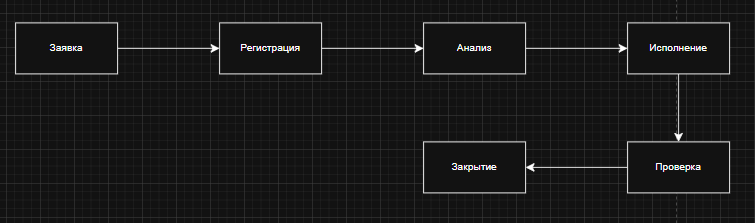 Заявка
Регистрация
Анализ
Исполнение
Закрытие
Проверка